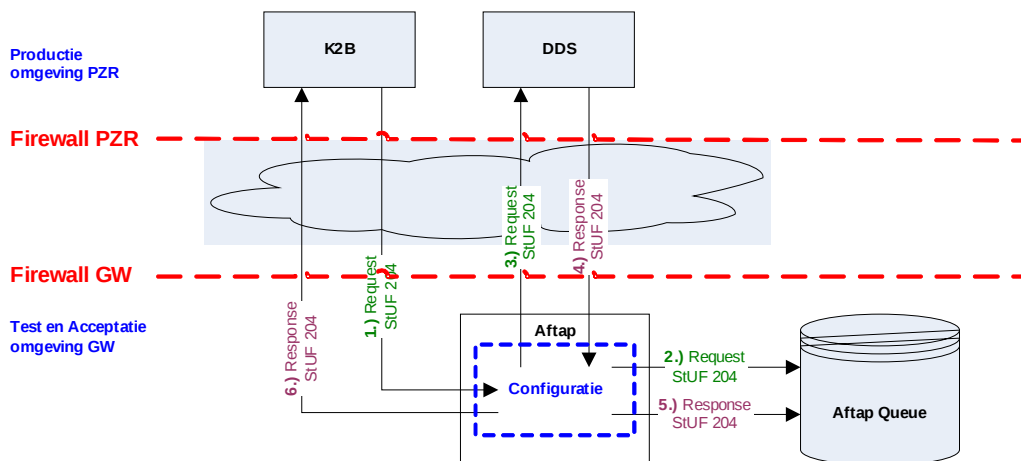 K2B
DDS
Productie
omgeving PZR
Firewall PZR
3.) Request
StUF 204
4.) Response
StUF 204
Firewall GW
1.) Request
StUF 204
6.) Response
StUF 204
Test en Acceptatie
omgeving GW
Aftap
Configuratie
2.) Request
StUF 204
5.) Response
StUF 204
Aftap Queue